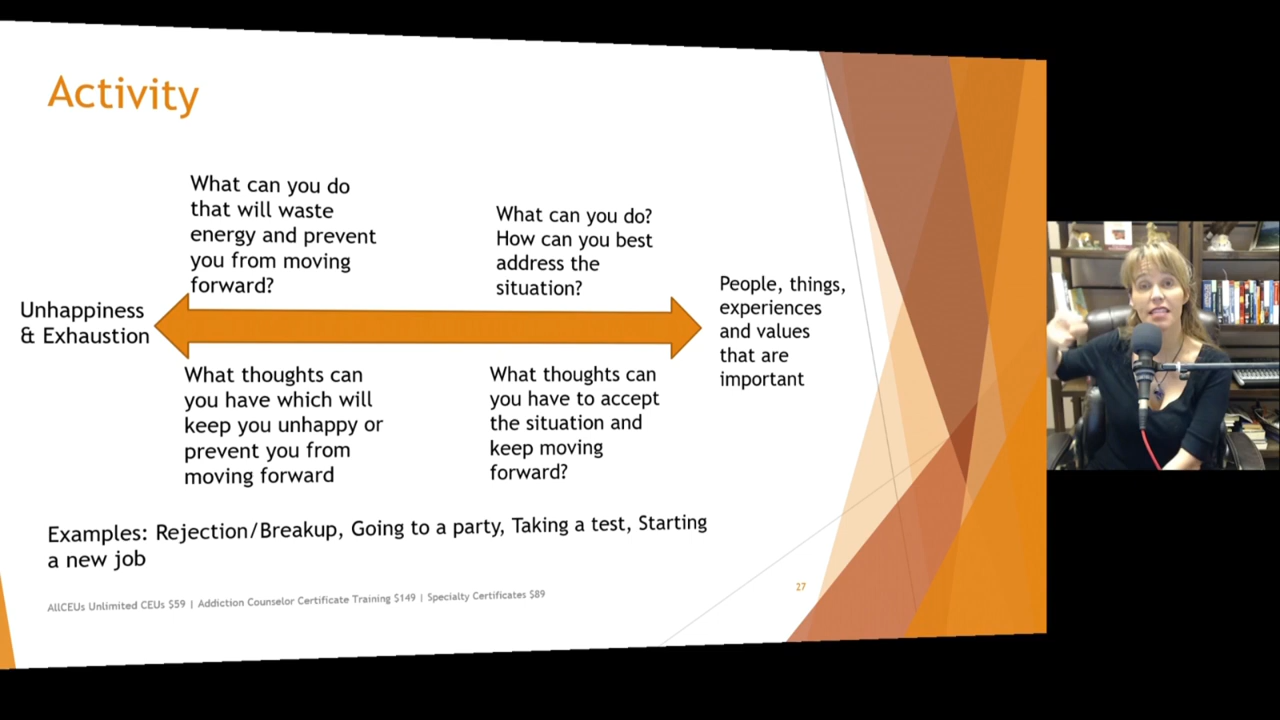 Activity
What can you do
that will waste
energy and prevent
you from moving
forward?
What can you do?
How can you best
address the
situation?
Unhappiness
& Exhaustion
People, things,
experiences
and values
that are
important
What thoughts can
you have which will
keep you unhappy or
prevent you from
moving forward
What thoughts can
you have to accept
the situation and
keep moving
forward?
Examples: Rejection/Breakup, Going to a party, Taking a test, Starting
a new job
AllCEUs Unlimited CEUs $59 | Addiction Counselor Certificate Training $149 | Specialty Certificates $89
27